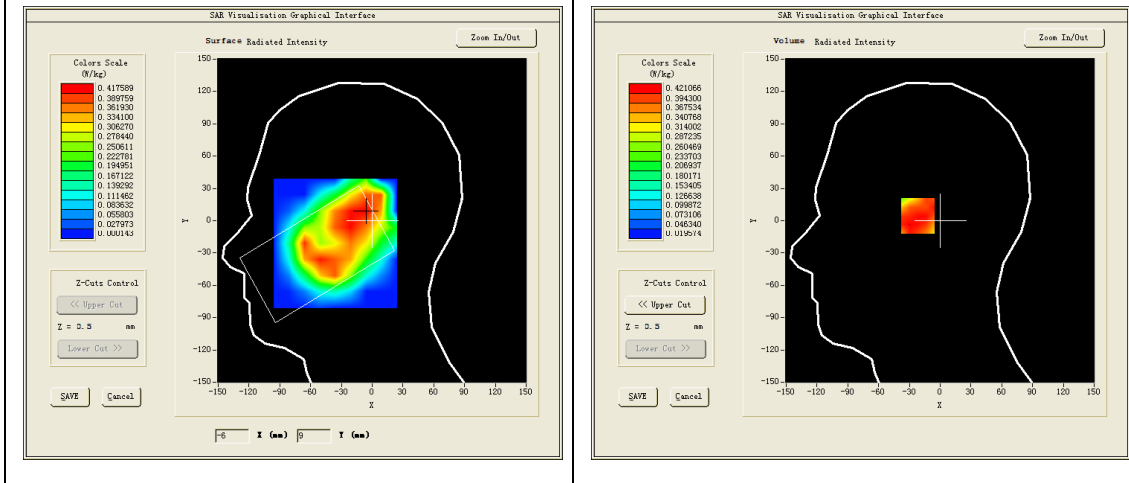 SAR Visualisation Graphical Interface
Surface Radiated Intensity
Zoom In/Out
Colors Scale
(W/kg)
0.417589
0.389759
0.361930
0.334100
0.306270
0.278440
0.250611
0.222781
0.194951
0.167122
0.139292
0.111462
0.083632
0.055803
0.027973
0.000143
Z-Cuts Control
<< Upper Cut
Z = 0.5 mm
Lower Cut >>
SAVE Cancel
150
120
90
60
30
0
-30
-60
-90
-120
-150
Y
-150 -120 -90 -60 -30 0 30 60 90 120 150
X
-6 X (mm) 9 Y (mm)
SAR Visualisation Graphical Interface
Volume Radiated Intensity
Zoom In/Out
Colors Scale
(W/kg)
0.421066
0.394300
0.367534
0.340768
0.314002
0.287235
0.260469
0.233703
0.206937
0.180171
0.153405
0.126638
0.099872
0.073106
0.046340
0.019574
Z-Cuts Control
<< Upper Cut
Z = 0.5 mm
Lower Cut >>
SAVE Cancel
150
120
90
60
30
0
-30
-60
-90
-120
-150
Y
-150 -120 -90 -60 -30 0 30 60 90 120 150
X